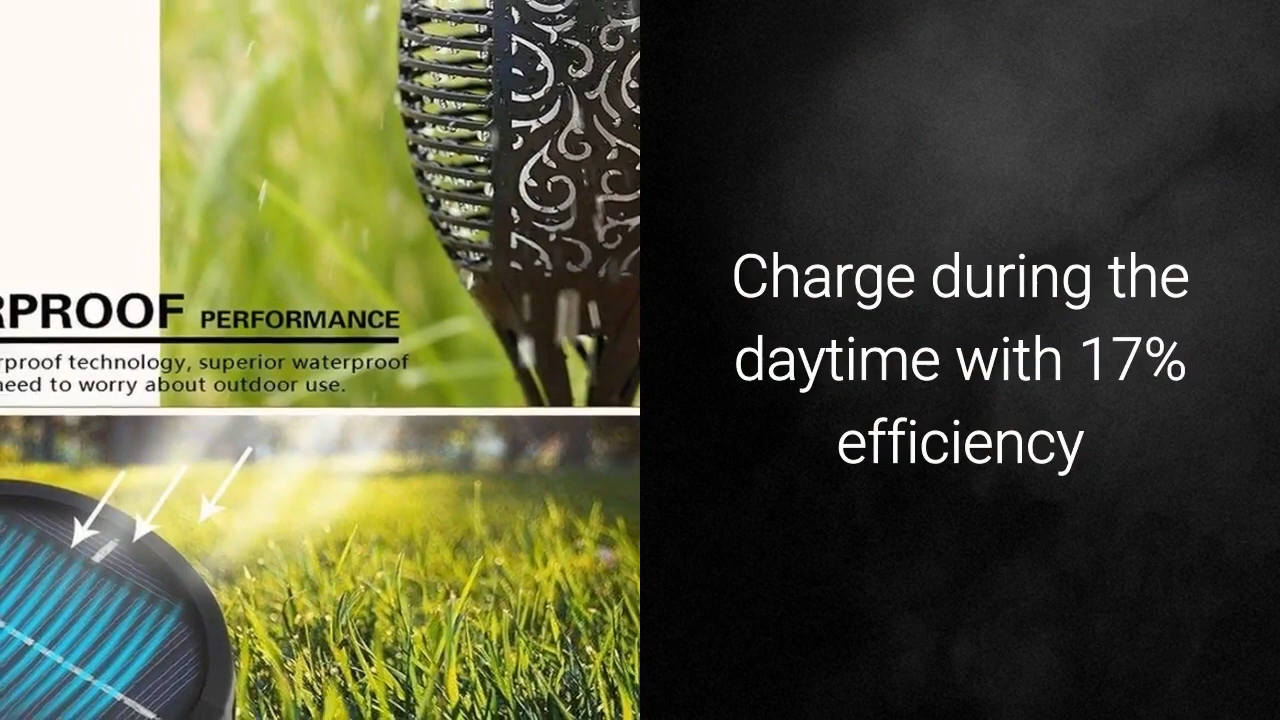 RPROOF PERFORMANCE
rproof technology, superior waterproof
need to worry about outdoor use.
Charge during the
daytime with 17%
efficiency